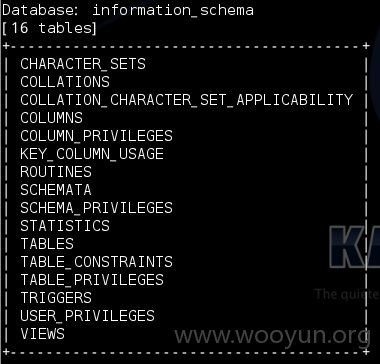 Database: information_schema
[16 tables]
+---------------------------------------+
| CHARACTER_SETS |
| COLLATIONS |
| COLLATION_CHARACTER_SET_APPLICABILITY |
| COLUMNS |
| COLUMN_PRIVILEGES |
| KEY_COLUMN_USAGE |
| ROUTINES |
| SCHEMATA |
| SCHEMA_PRIVILEGES |
| STATISTICS |
| TABLES |
| TABLE_CONSTRAINTS |
| TABLE_PRIVILEGES |
| TRIGGERS |
| USER_PRIVILEGES |
| VIEWS |
+---------------------------------------+
KA
The quiete
www.wooyun.org